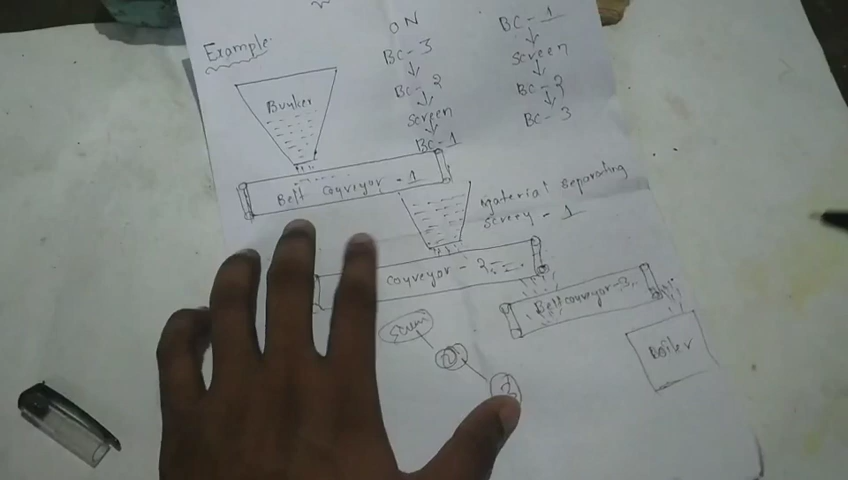 Example
ON
BC-3
BC-2
screen
BC-1
BC-1
screen
BC-2
BC-3
Bunker
Belt conveyor - 1
Material separating
screen - 1
conveyor - 2
Belt conveyor-3
Boiler
2